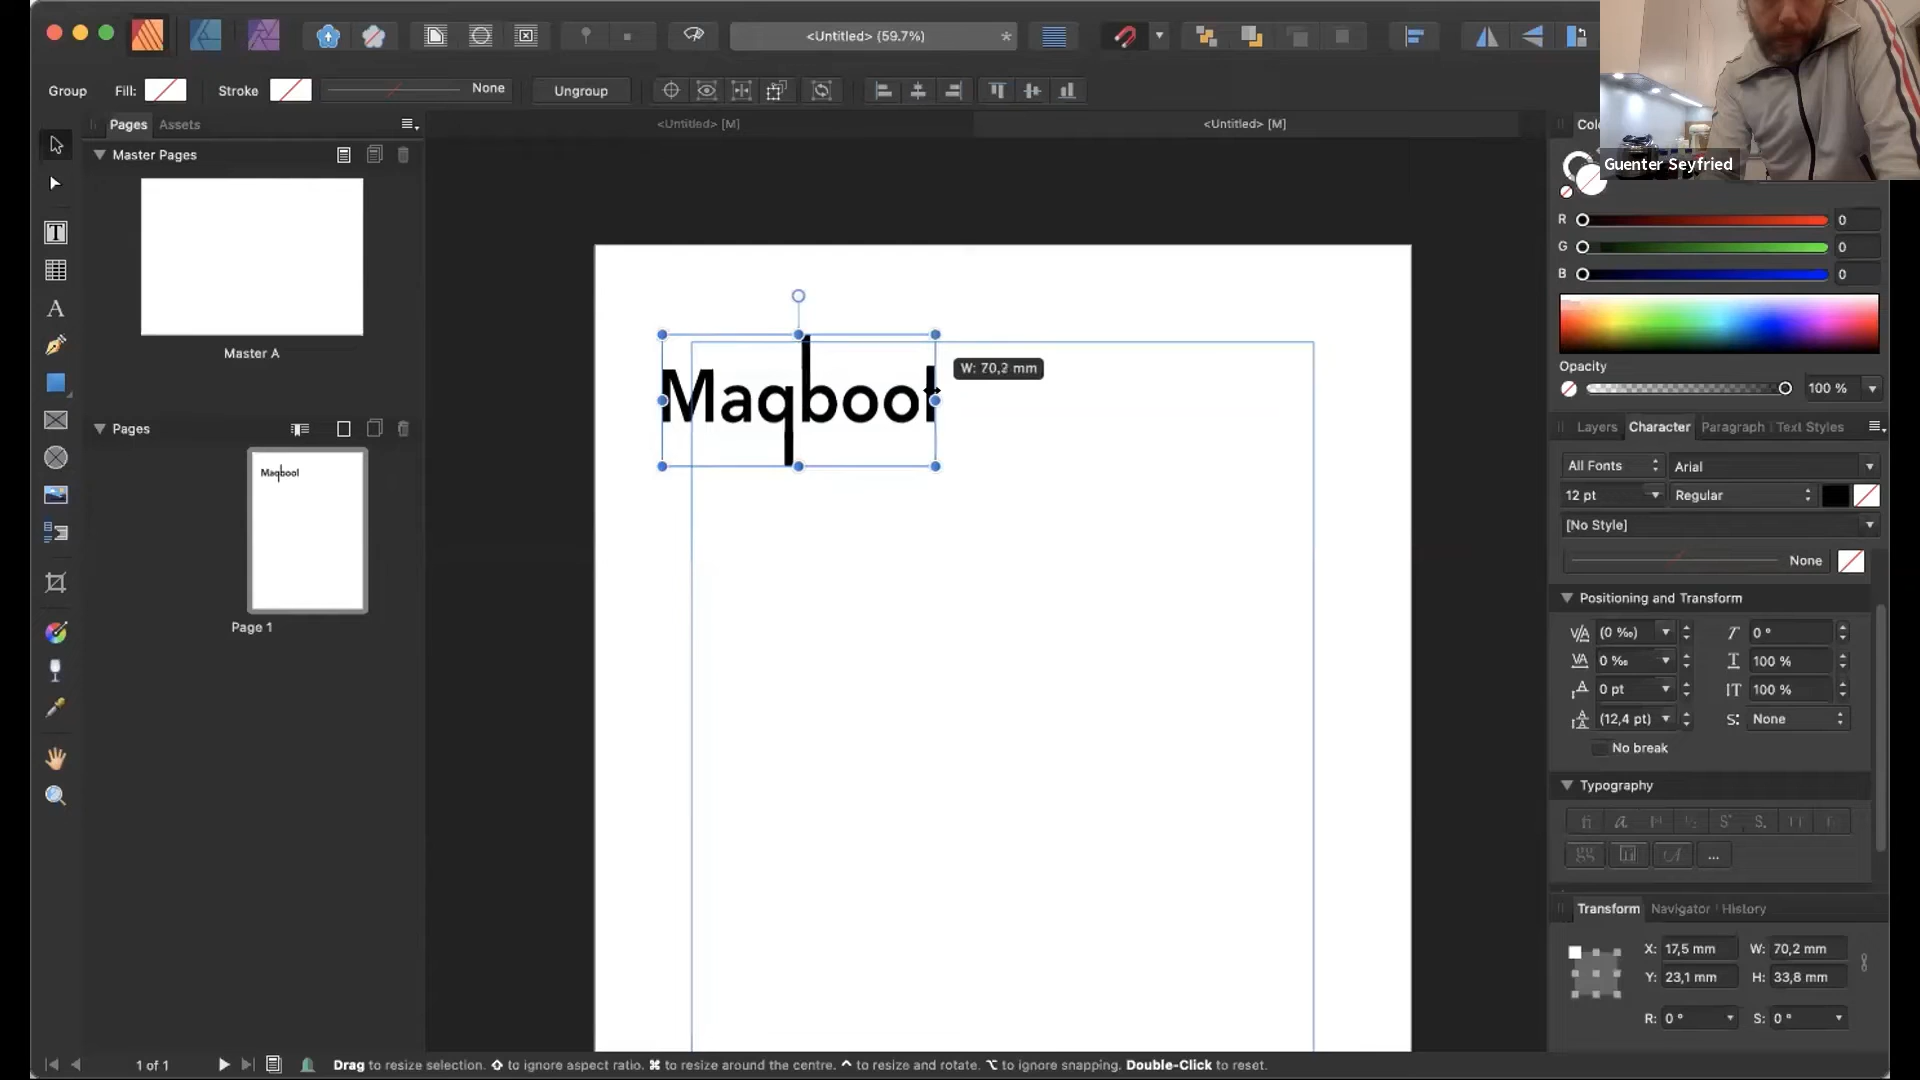 <Untitled> (59.7%)
*
Guenter Seyfried
Group
Fill:
Stroke
None
Ungroup
Pages
Assets
<Untitled> [M]
<Untitled> [M]
Master Pages
Master A
Pages
Maqbool
Page 1
Maqbool
W: 70,2 mm
R
0
G
0
B
0
Opacity
100 %
Layers
Character
Paragraph
Text Styles
All Fonts
Arial
12 pt
Regular
[No Style]
None
Positioning and Transform
(0 ‰)
0 °
0 ‰
100 %
0 pt
100 %
(12,4 pt)
S:
None
No break
Typography
...
Transform
Navigator
History
X: 17,5 mm
W: 70,2 mm
Y: 23,1 mm
H: 33,8 mm
R: 0 °
S: 0 °
1 of 1
Drag to resize selection. ⇧ to ignore aspect ratio. ⌘ to resize around the centre. ^ to resize and rotate. ⌥ to ignore snapping. Double-Click to reset.